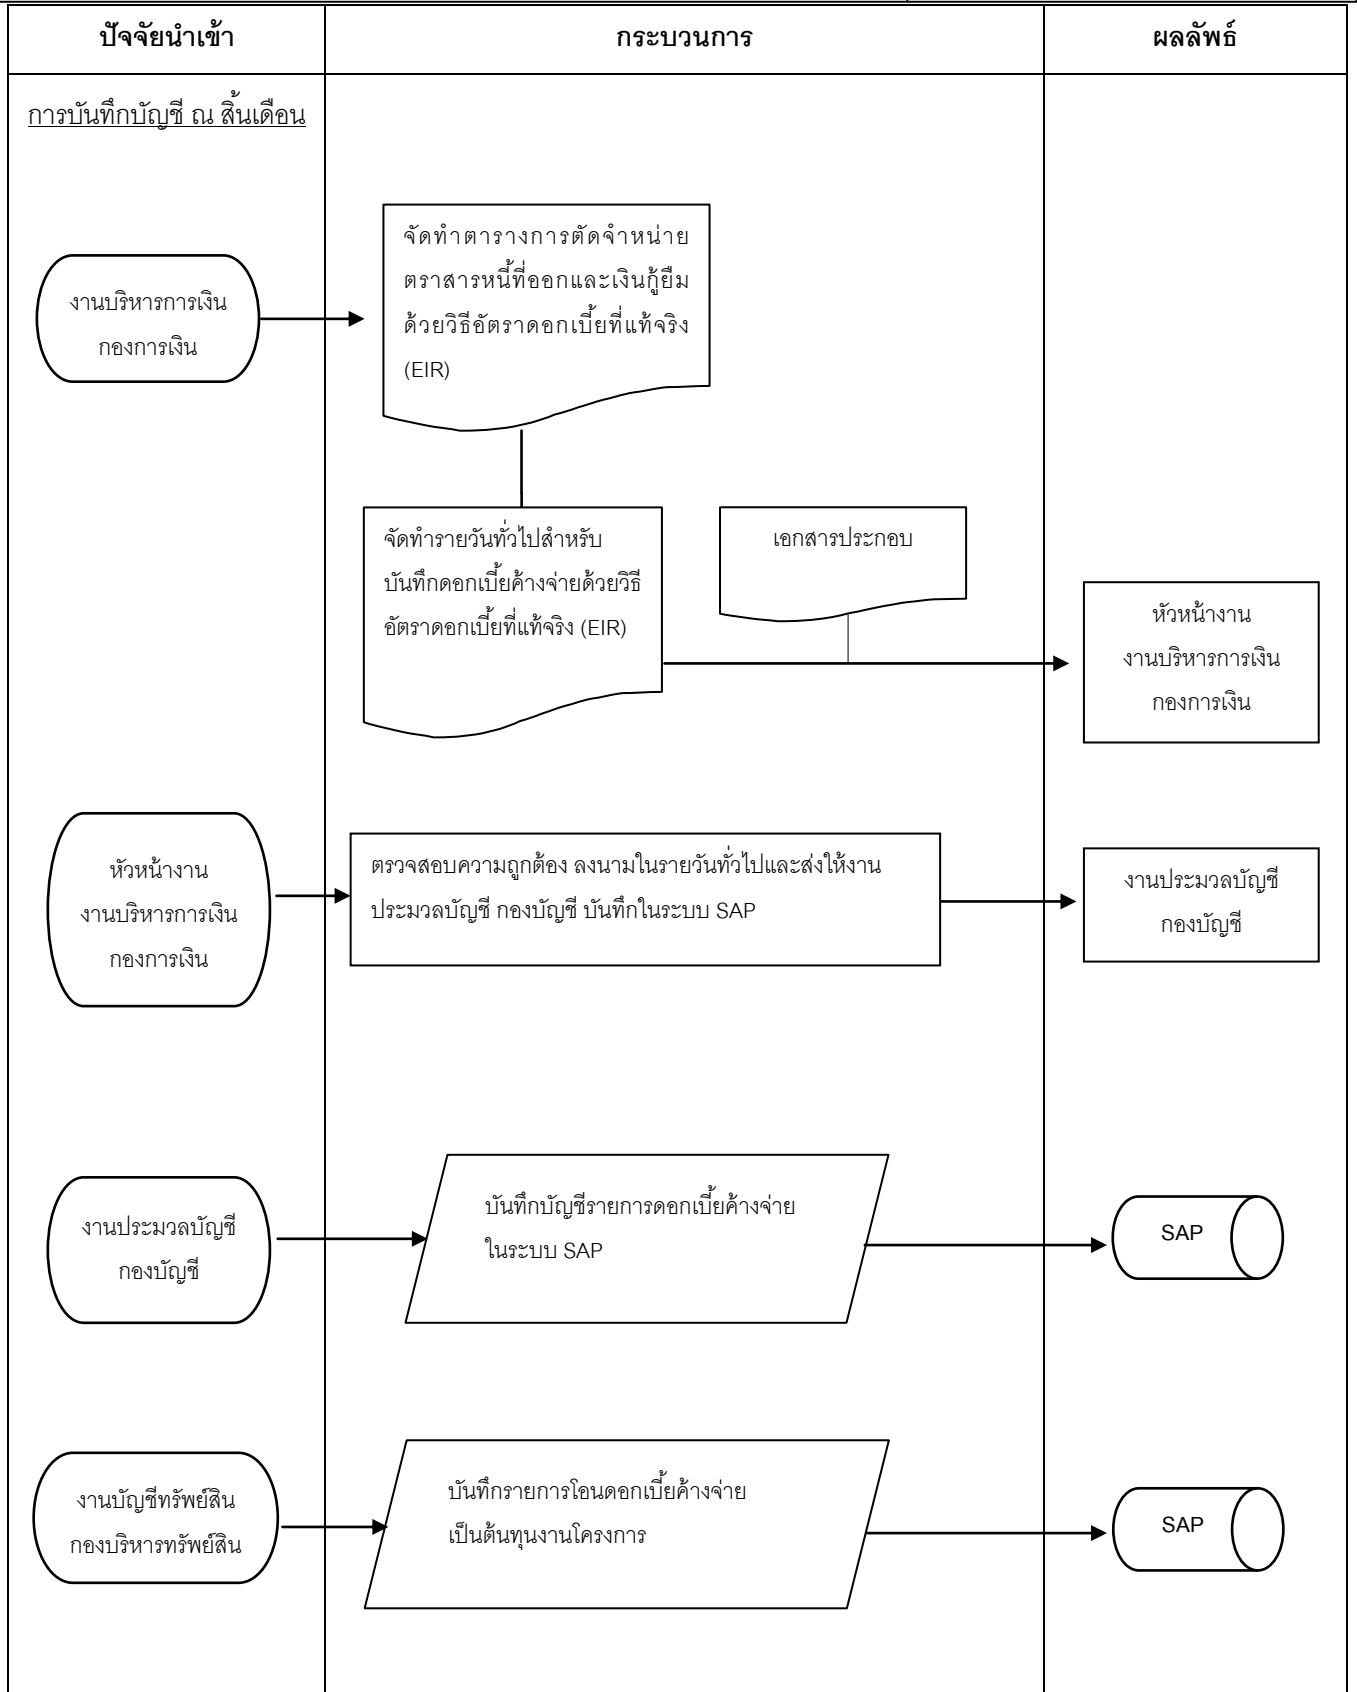 ปัจจัยนำเข้า
กระบวนการ
ผลลัพธ์
การบันทึกบัญชี ณ สิ้นเดือน
งานบริหารการเงิน
กองการเงิน
จัดทำตารางการตัดจำหน่าย
ตราสารหนี้ที่ออกและเงินกู้ยืม
ด้วยวิธีอัตราดอกเบี้ยที่แท้จริง
(EIR)
จัดทำรายวันทั่วไปสำหรับ
บันทึกดอกเบี้ยค้างจ่ายด้วยวิธี
อัตราดอกเบี้ยที่แท้จริง (EIR)
เอกสารประกอบ
หัวหน้างาน
งานบริหารการเงิน
กองการเงิน
หัวหน้างาน
งานบริหารการเงิน
กองการเงิน
ตรวจสอบความถูกต้อง ลงนามในรายวันทั่วไปและส่งให้งาน
ประมวลบัญชี กองบัญชี บันทึกในระบบ SAP
งานประมวลบัญชี
กองบัญชี
งานประมวลบัญชี
กองบัญชี
บันทึกบัญชีรายการดอกเบี้ยค้างจ่าย
ในระบบ SAP
SAP
งานบัญชีทรัพย์สิน
กองบริหารทรัพย์สิน
บันทึกรายการโอนดอกเบี้ยค้างจ่าย
เป็นต้นทุนงานโครงการ
SAP